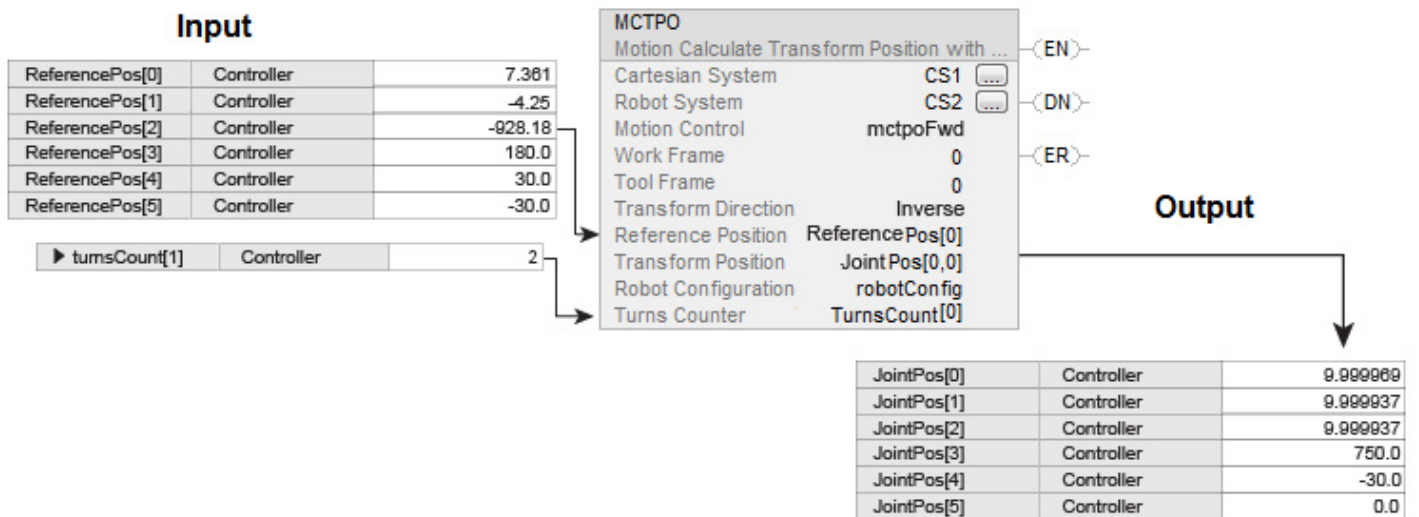 Input
ReferencePos[0] Controller 7.361
ReferencePos[1] Controller -4.25
ReferencePos[2] Controller -928.18
ReferencePos[3] Controller 180.0
ReferencePos[4] Controller 30.0
ReferencePos[5] Controller -30.0
turnsCount[1] Controller 2
MCTPO
Motion Calculate Transform Position with ...
Cartesian System CS1 ...
Robot System CS2 ...
Motion Control mctpoFwd
Work Frame 0
Tool Frame 0
Transform Direction Inverse
Reference Position ReferencePos[0]
Transform Position JointPos[0,0]
Robot Configuration robotConfig
Turns Counter TurnsCount[0]
EN
DN
ER
Output
JointPos[0] Controller 9.999969
JointPos[1] Controller 9.999937
JointPos[2] Controller 9.999937
JointPos[3] Controller 750.0
JointPos[4] Controller -30.0
JointPos[5] Controller 0.0